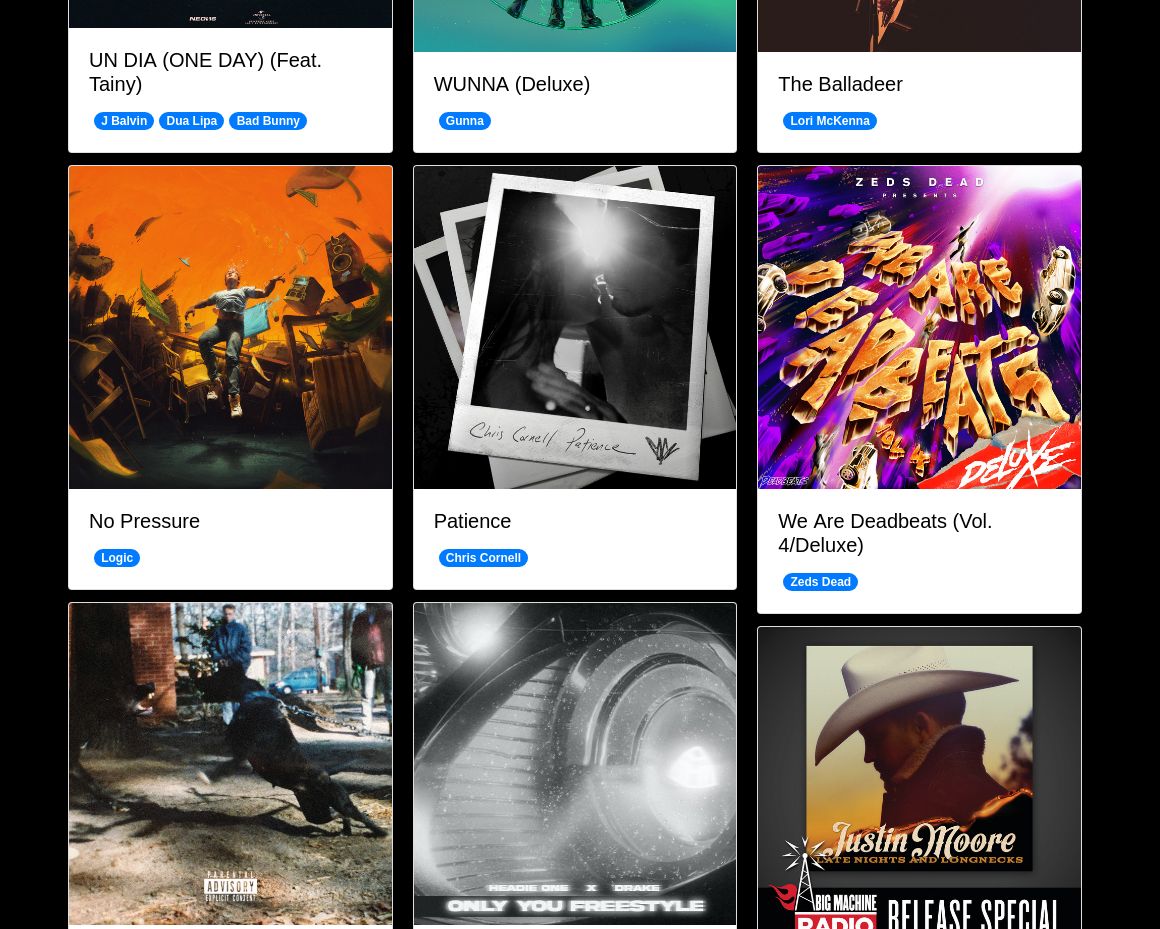 NEON16
UN DIA (ONE DAY) (Feat.
Tainy)
J Balvin Dua Lipa Bad Bunny
WUNNA (Deluxe)
Gunna
The Balladeer
Lori McKenna
Chris Cornell Patience
ZEDS DEAD
PRESENTS
WE ARE
DEADBEATS
VOL. 4
DELUXE
DEADBEATS
No Pressure
Logic
Patience
Chris Cornell
We Are Deadbeats (Vol.
4/Deluxe)
Zeds Dead
PARENTAL
ADVISORY
EXPLICIT CONTENT
HEADIE ONE X DRAKE
ONLY YOU FREESTYLE
Justin Moore
LATE NIGHTS AND LONGNECKS
BIG MACHINE
RADIO
RELEASE SPECIAL